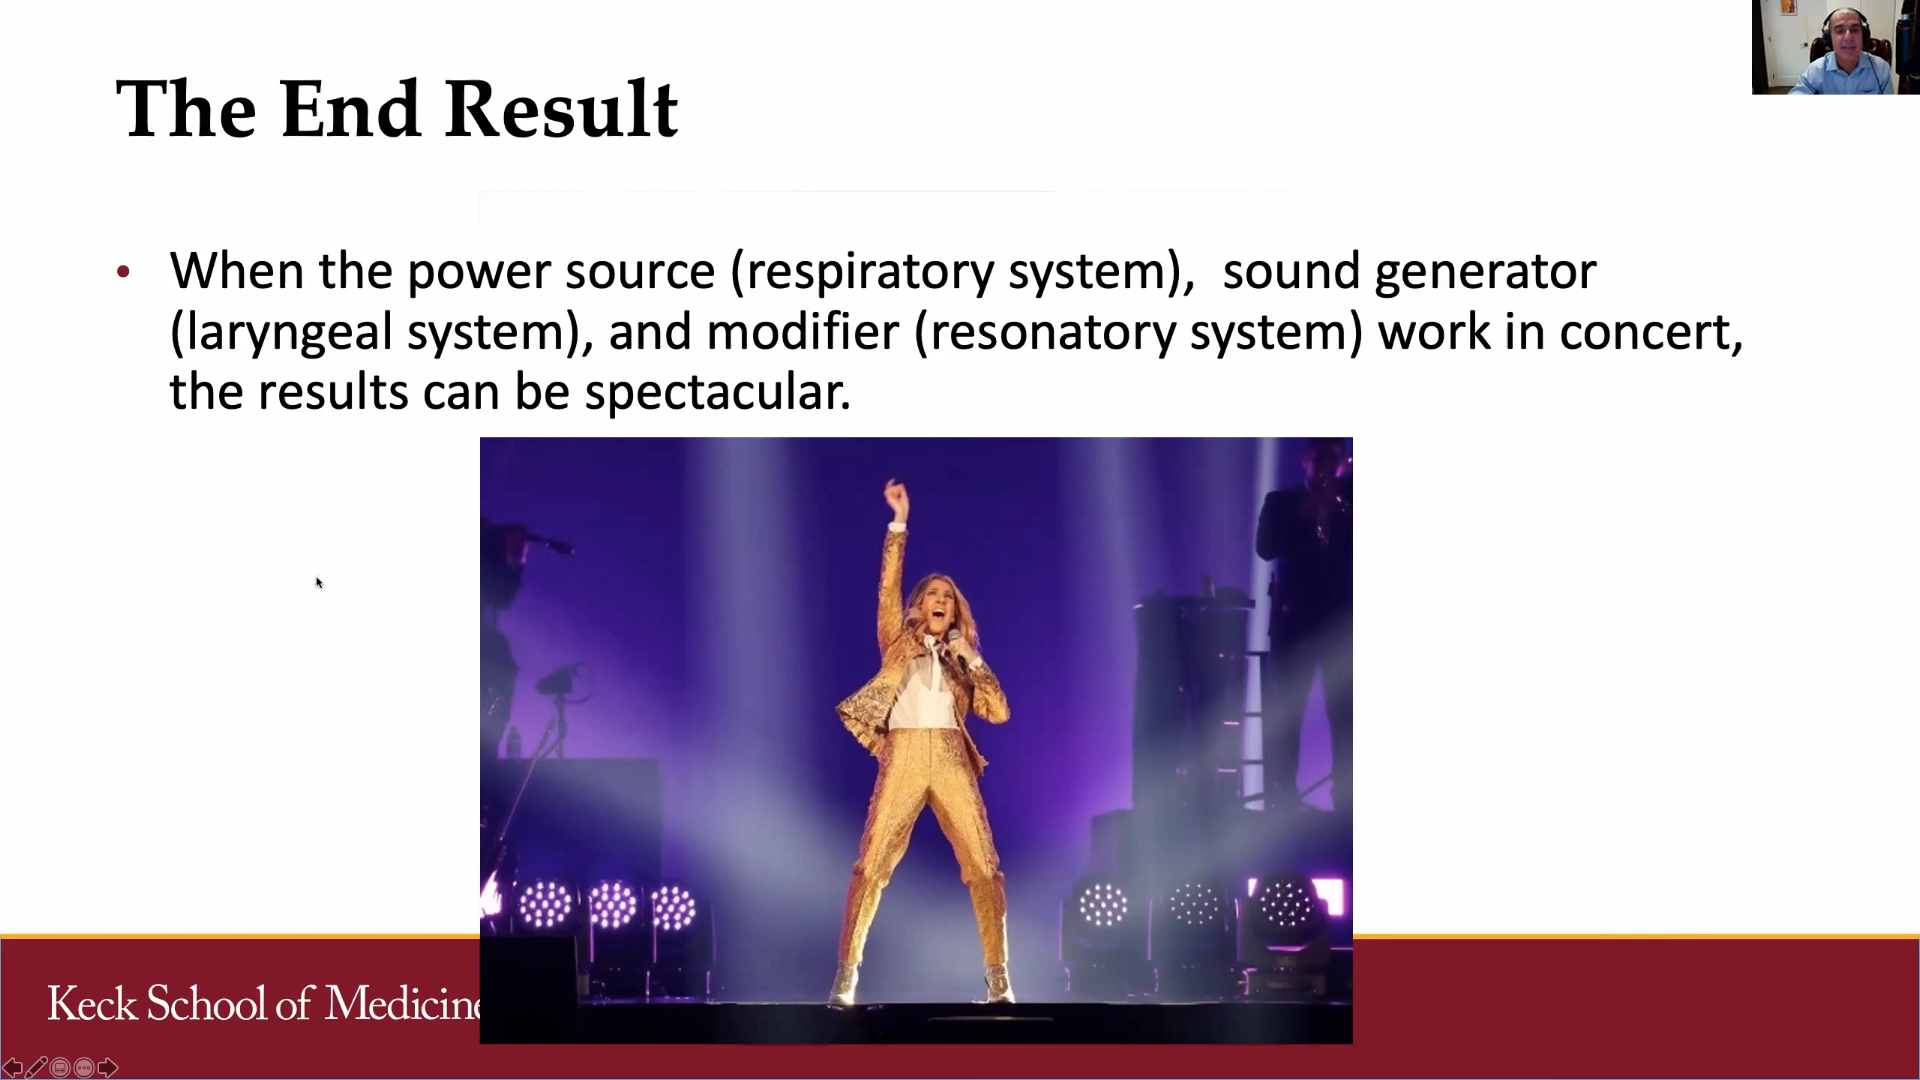 The End Result
• When the power source (respiratory system),  sound generator
(laryngeal system), and modifier (resonatory system) work in concert,
the results can be spectacular.
Keck School of Medicine